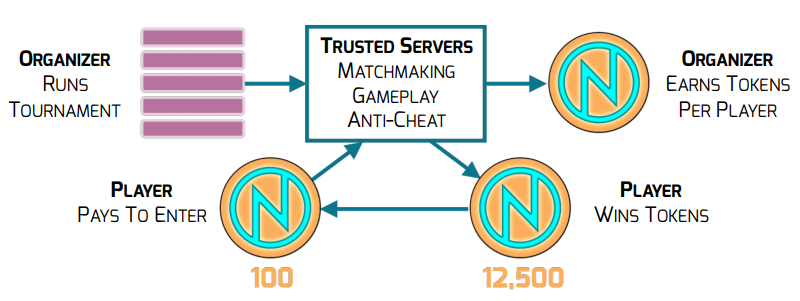 ORGANIZER
RUNS
TOURNAMENT
TRUSTED SERVERS
MATCHMAKING
GAMEPLAY
ANTI-CHEAT
ORGANIZER
EARNS TOKENS
PER PLAYER
PLAYER
PAYS TO ENTER
N
100
N
12,500
PLAYER
WINS TOKENS
N